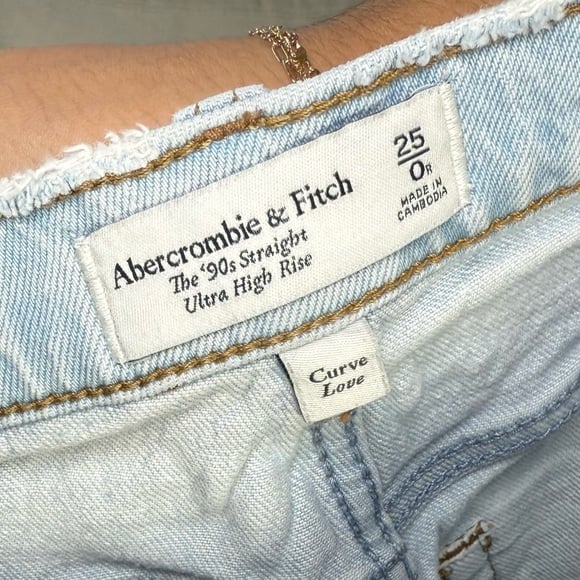 Abercrombie & Fitch
The '90s Straight
Ultra High Rise
25
0R
MADE IN
CAMBODIA
Curve
Love